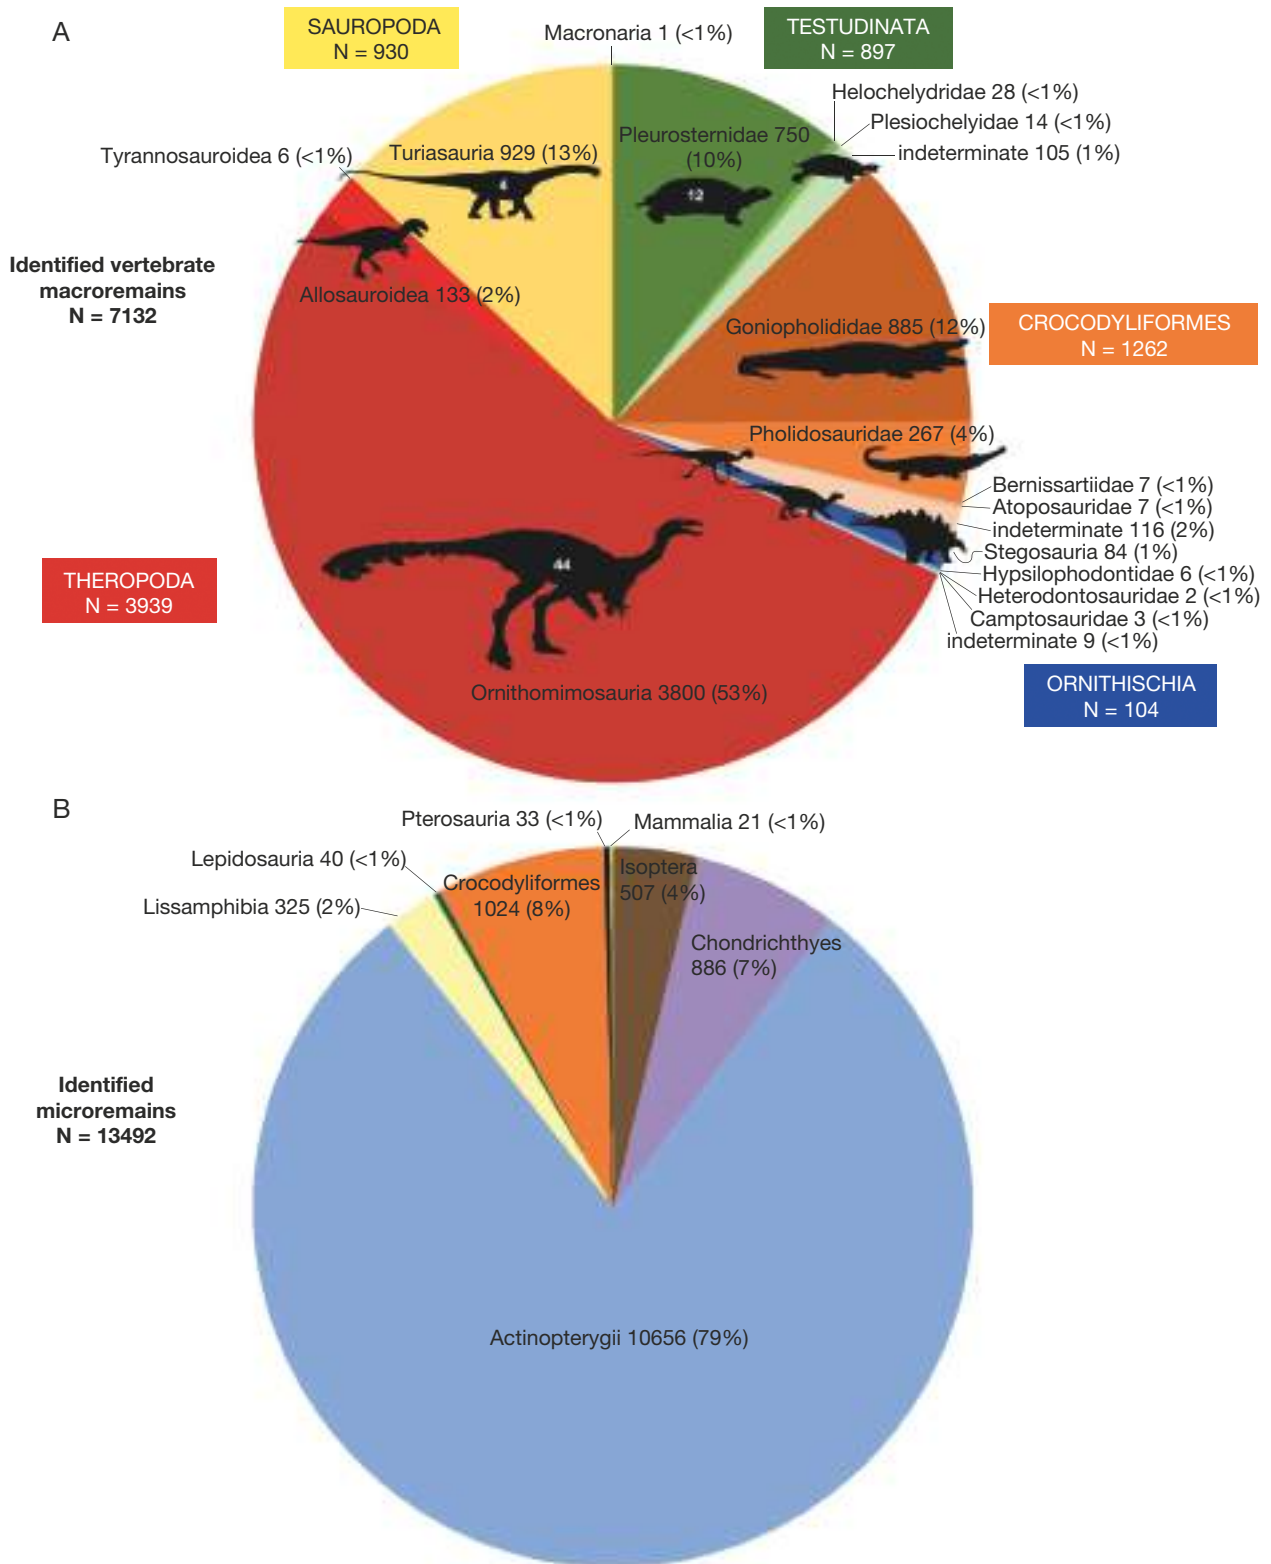 A
SAUROPODA
N = 930
Macronaria 1 (<1%)
TESTUDINATA
N = 897
Helochelydridae 28 (<1%)
Plesiochelyidae 14 (<1%)
indeterminate 105 (1%)
Pleurosternidae 750
(10%)
12
Tyrannosauroidea 6 (<1%)
Turiasauria 929 (13%)
4
Identified vertebrate
macroremains
N = 7132
Allosauroidea 133 (2%)
Goniopholididae 885 (12%)
CROCODYLIFORMES
N = 1262
Pholidosauridae 267 (4%)
Bernissartiidae 7 (<1%)
Atoposauridae 7 (<1%)
indeterminate 116 (2%)
Stegosauria 84 (1%)
Hypsilophodontidae 6 (<1%)
Heterodontosauridae 2 (<1%)
Camptosauridae 3 (<1%)
indeterminate 9 (<1%)
THEROPODA
N = 3939
44
Ornithomimosauria 3800 (53%)
ORNITHISCHIA
N = 104
B
Pterosauria 33 (<1%)
Mammalia 21 (<1%)
Lepidosauria 40 (<1%)
Lissamphibia 325 (2%)
Crocodyliformes
1024 (8%)
Isoptera
507 (4%)
Chondrichthyes
886 (7%)
Identified
microremains
N = 13492
Actinopterygii 10656 (79%)